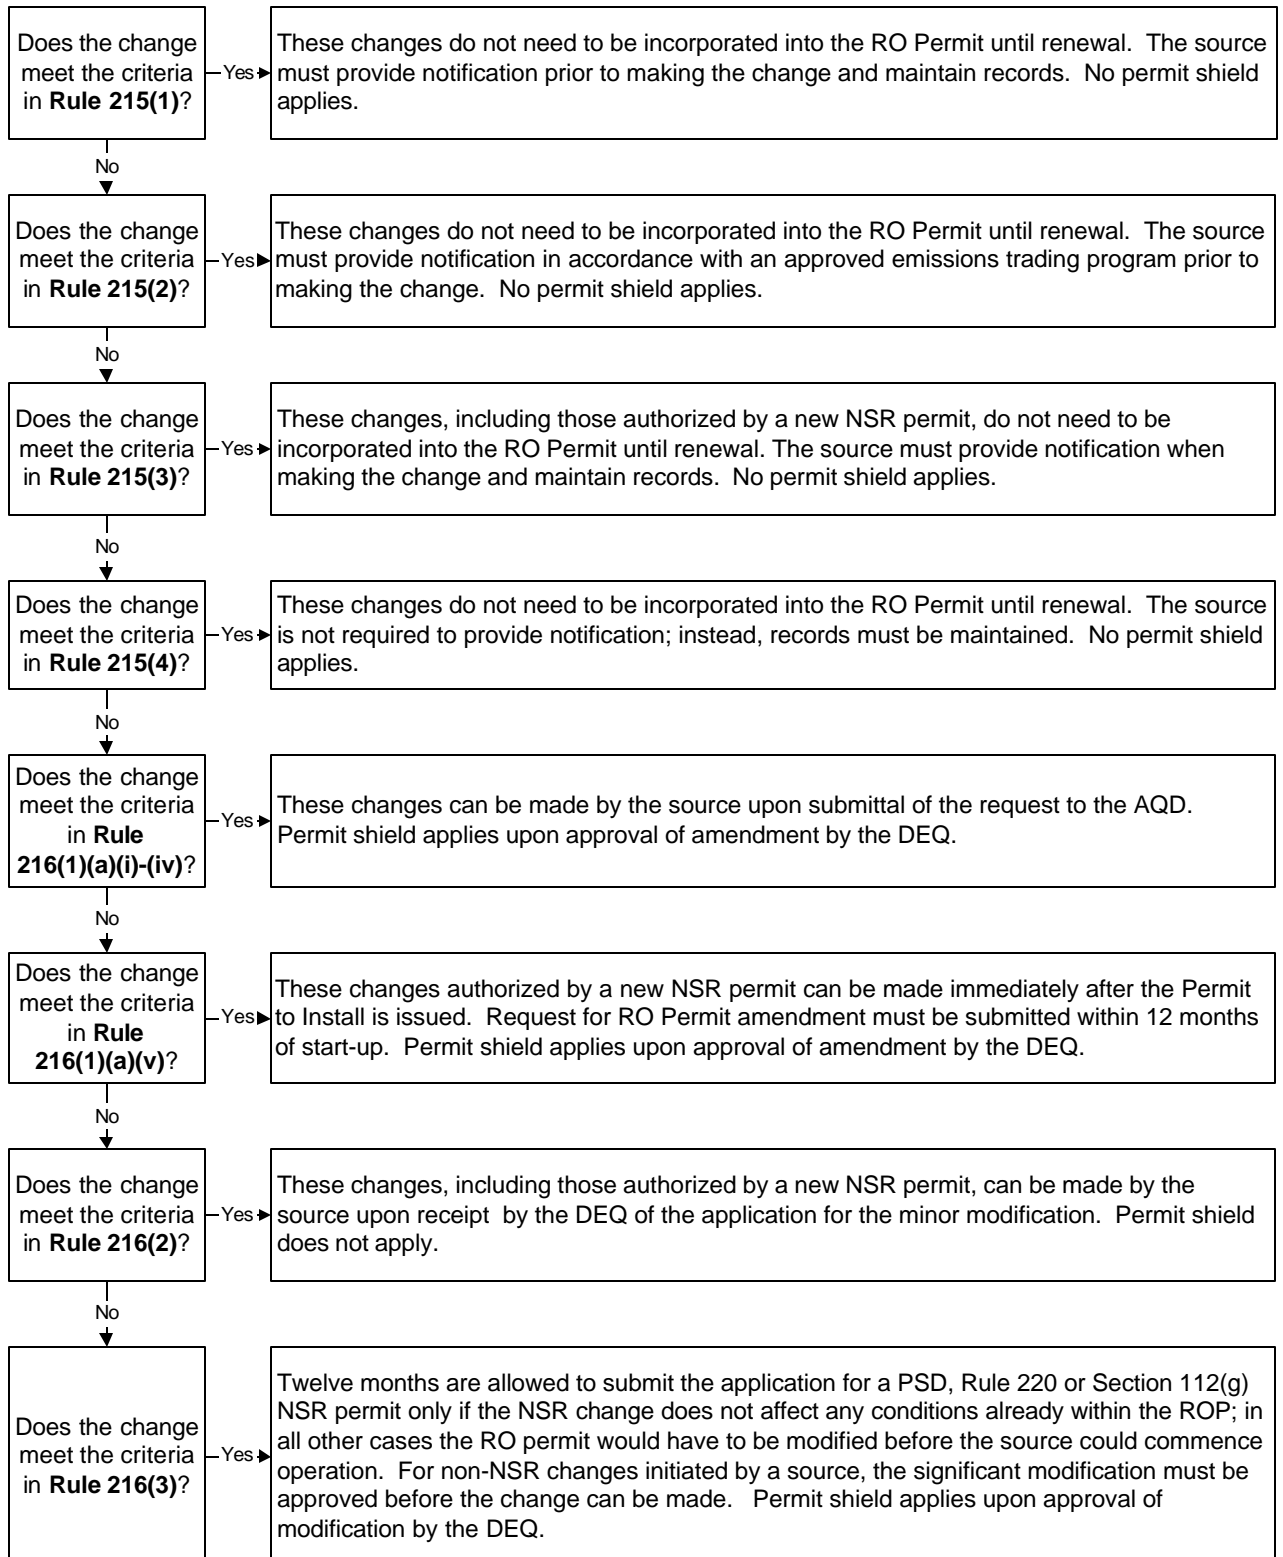 Does the change
meet the criteria
in Rule 215(1)?
Yes
These changes do not need to be incorporated into the RO Permit until renewal.  The source
must provide notification prior to making the change and maintain records.  No permit shield
applies.
No
Does the change
meet the criteria
in Rule 215(2)?
Yes
These changes do not need to be incorporated into the RO Permit until renewal.  The source
must provide notification in accordance with an approved emissions trading program prior to
making the change.  No permit shield applies.
No
Does the change
meet the criteria
in Rule 215(3)?
Yes
These changes, including those authorized by a new NSR permit, do not need to be
incorporated into the RO Permit until renewal. The source must provide notification when
making the change and maintain records.  No permit shield applies.
No
Does the change
meet the criteria
in Rule 215(4)?
Yes
These changes do not need to be incorporated into the RO Permit until renewal.  The source
is not required to provide notification; instead, records must be maintained.  No permit shield
applies.
No
Does the change
meet the criteria
in Rule
216(1)(a)(i)-(iv)?
Yes
These changes can be made by the source upon submittal of the request to the AQD.
Permit shield applies upon approval of amendment by the DEQ.
No
Does the change
meet the criteria
in Rule
216(1)(a)(v)?
Yes
These changes authorized by a new NSR permit can be made immediately after the Permit
to Install is issued.  Request for RO Permit amendment must be submitted within 12 months
of start-up.  Permit shield applies upon approval of amendment by the DEQ.
No
Does the change
meet the criteria
in Rule 216(2)?
Yes
These changes, including those authorized by a new NSR permit, can be made by the
source upon receipt  by the DEQ of the application for the minor modification.  Permit shield
does not apply.
No
Does the change
meet the criteria
in Rule 216(3)?
Yes
Twelve months are allowed to submit the application for a PSD, Rule 220 or Section 112(g)
NSR permit only if the NSR change does not affect any conditions already within the ROP; in
all other cases the RO permit would have to be modified before the source could commence
operation.  For non-NSR changes initiated by a source, the significant modification must be
approved before the change can be made.   Permit shield applies upon approval of
modification by the DEQ.